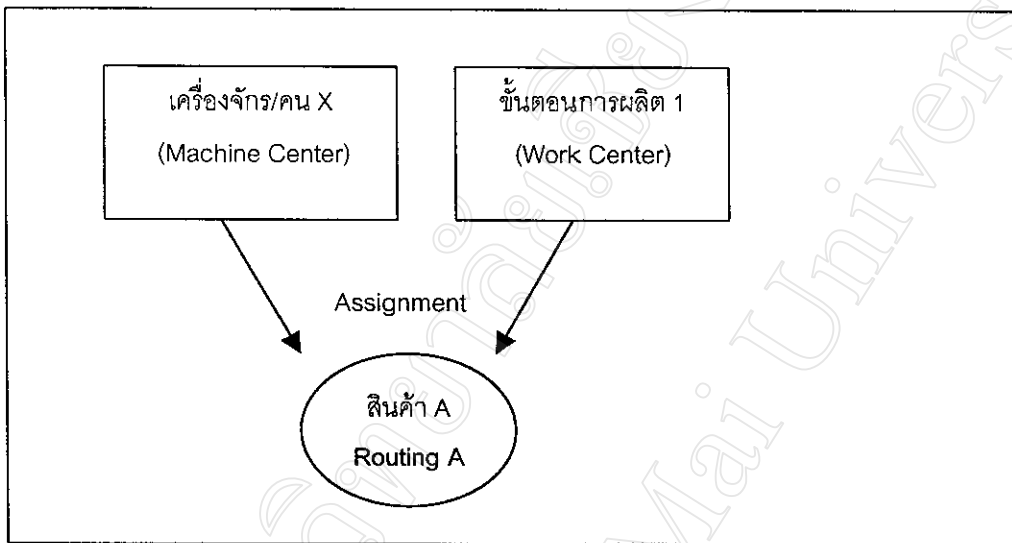 เครื่องจักร/คน X
(Machine Center)
ขั้นตอนการผลิต 1
(Work Center)
Assignment
สินค้า A
Routing A